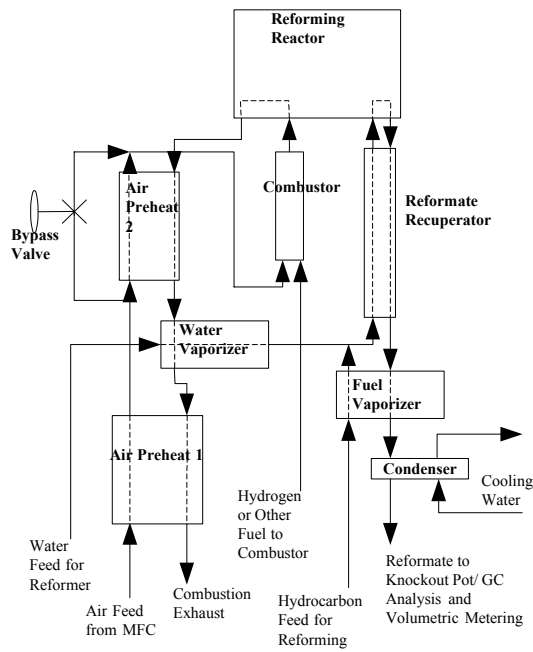 Reforming
Reactor
Air
Preheat
2
Combustor
Reformate
Recuperator
Bypass
Valve
Water
Vaporizer
Fuel
Vaporizer
Air Preheat 1
Condenser
Cooling
Water
Water
Feed for
Reformer
Air Feed
from MFC
Combustion
Exhaust
Hydrogen
or Other
Fuel to
Combustor
Hydrocarbon
Feed for
Reforming
Reformate to
Knockout Pot/ GC
Analysis and
Volumetric Metering